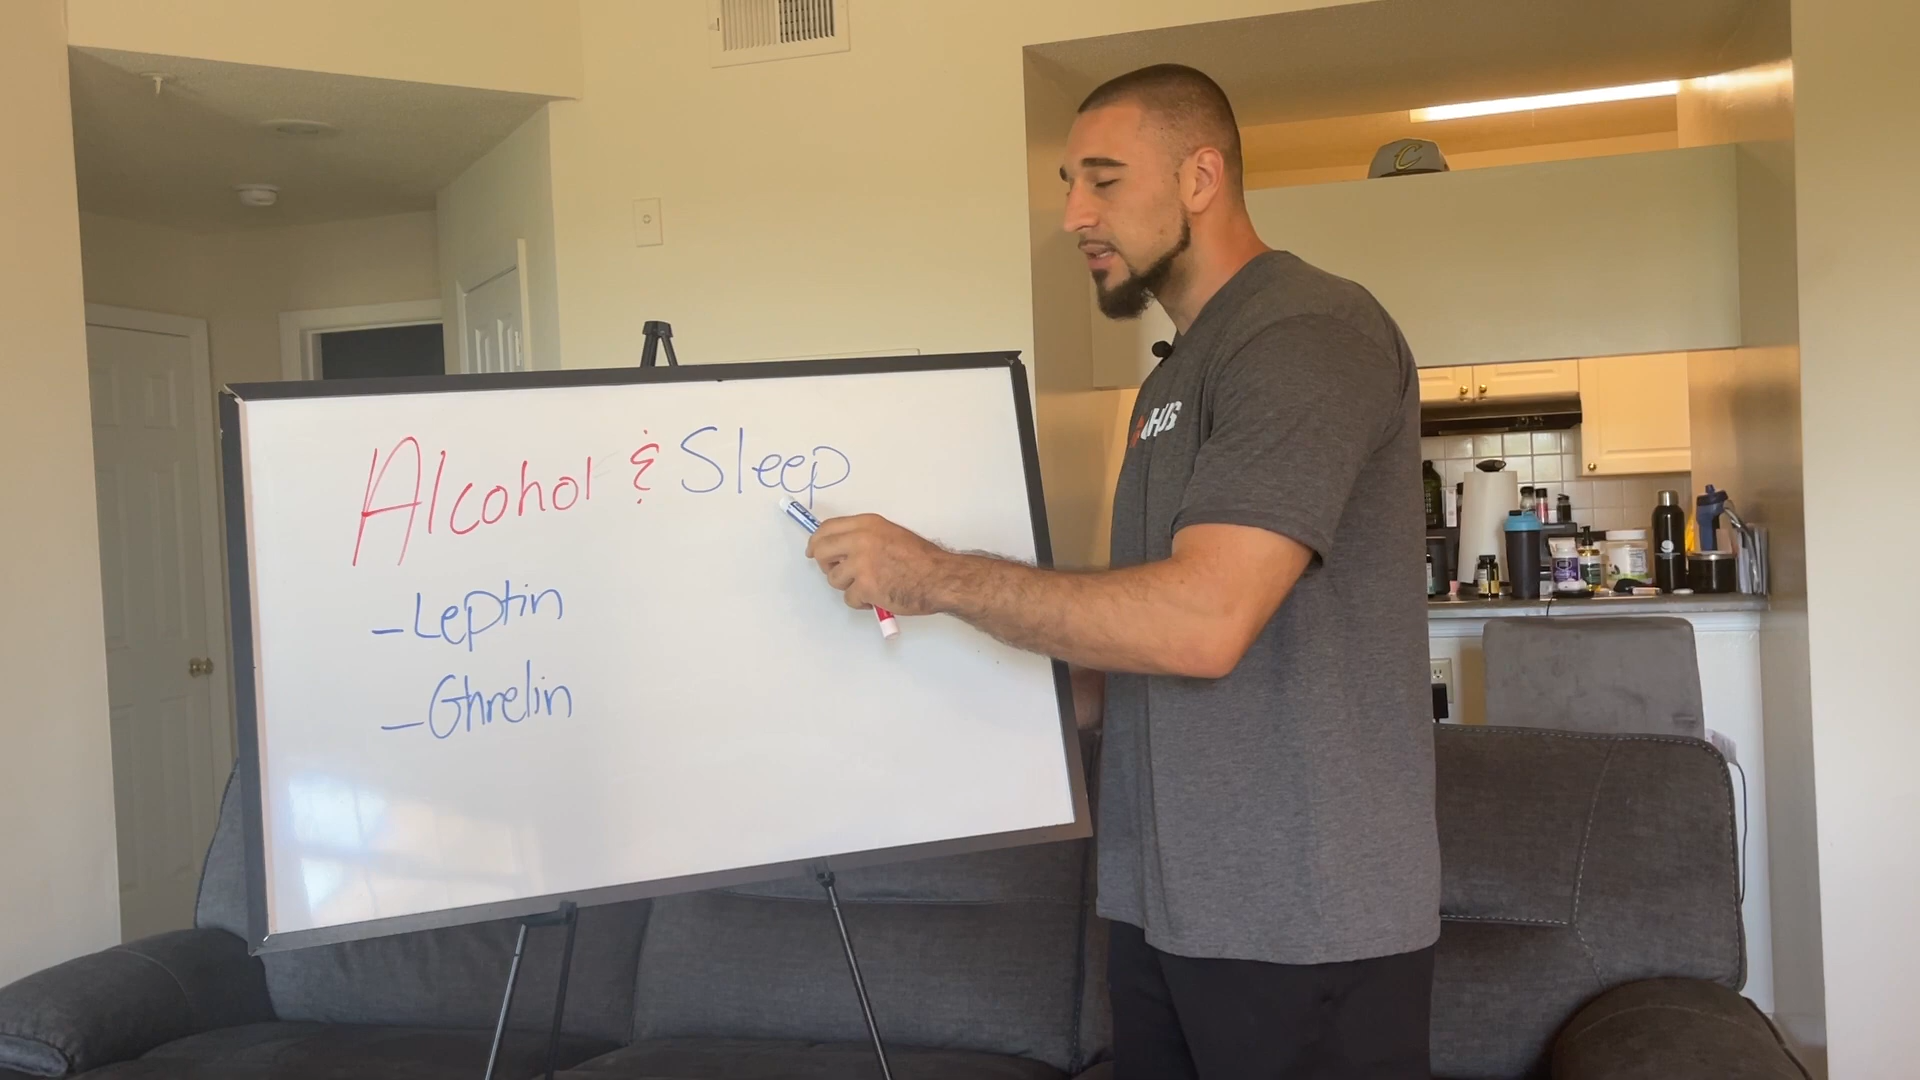 Alcohol & Sleep
- Leptin
- Ghrelin
C